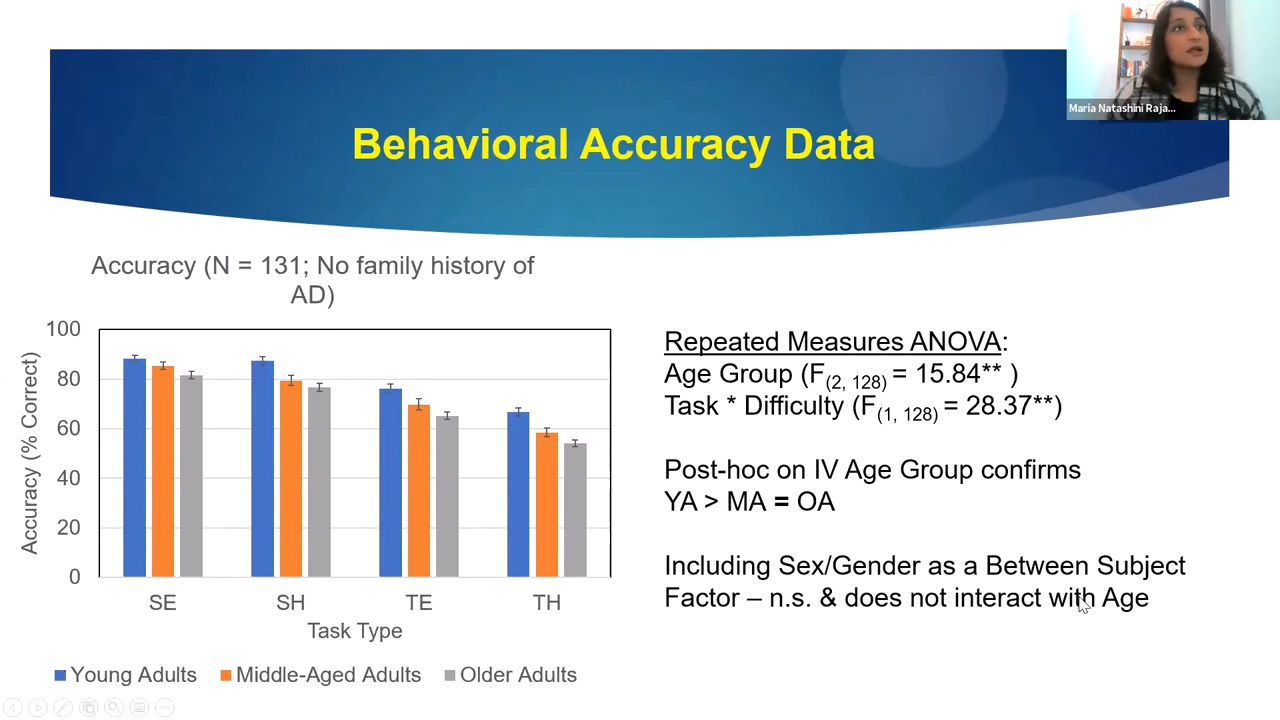 Maria Natashini Raja...
Behavioral Accuracy Data
Accuracy (N = 131; No family history of
AD)
100
80
60
40
20
0
Accuracy (% Correct)
SE SH TE TH
Task Type
Young Adults Middle-Aged Adults Older Adults
Repeated Measures ANOVA:
Age Group (F(2, 128) = 15.84** )
Task * Difficulty (F(1, 128) = 28.37**)
Post-hoc on IV Age Group confirms
YA > MA = OA
Including Sex/Gender as a Between Subject
Factor – n.s. & does not interact with Age